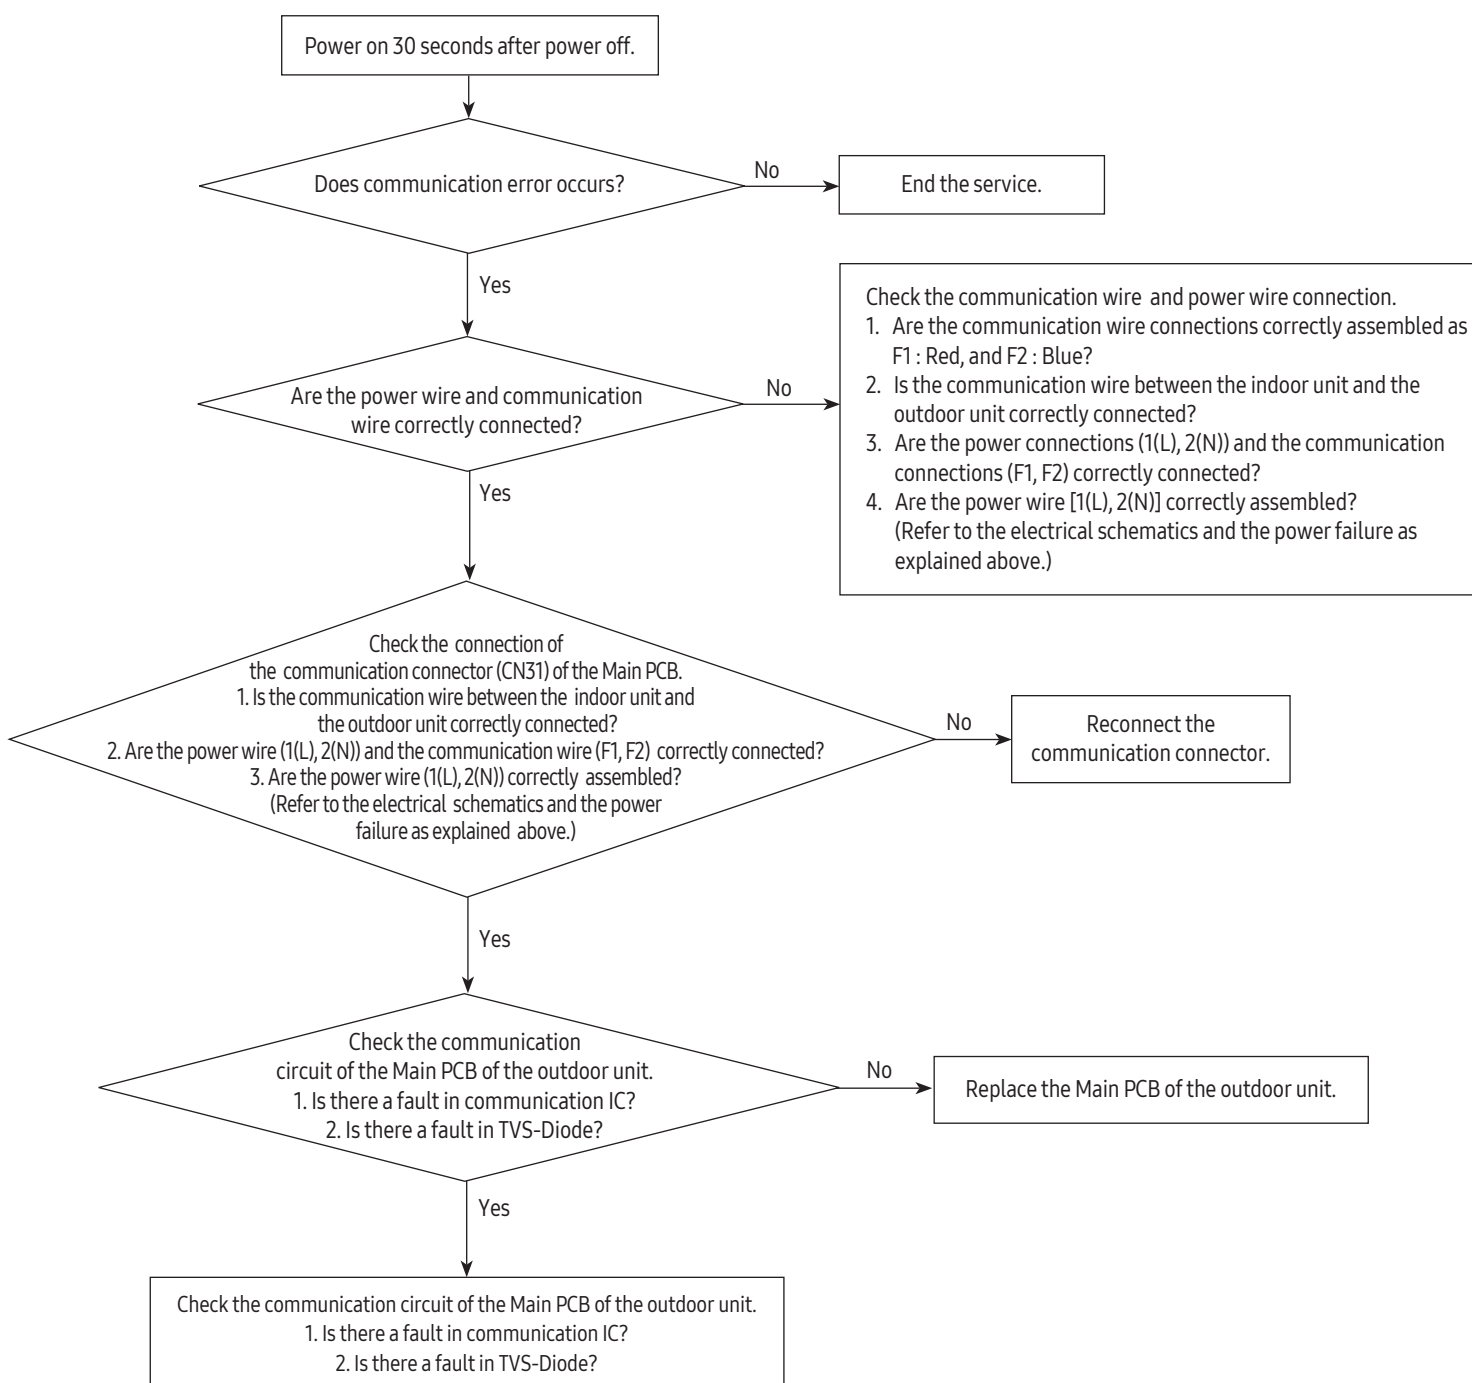 Power on 30 seconds after power off.
Does communication error occurs?
No
End the service.
Yes
Are the power wire and communication
wire correctly connected?
No
Check the communication wire and power wire connection.
1. Are the communication wire connections correctly assembled as
F1 : Red, and F2 : Blue?
2. Is the communication wire between the indoor unit and the
outdoor unit correctly connected?
3. Are the power connections (1(L), 2(N)) and the communication
connections (F1, F2) correctly connected?
4. Are the power wire [1(L), 2(N)] correctly assembled?
(Refer to the electrical schematics and the power failure as
explained above.)
Yes
Check the connection of
the communication connector (CN31) of the Main PCB.
1. Is the communication wire between the indoor unit and
the outdoor unit correctly connected?
2. Are the power wire (1(L), 2(N)) and the communication wire (F1, F2) correctly connected?
3. Are the power wire (1(L), 2(N)) correctly assembled?
(Refer to the electrical schematics and the power
failure as explained above.)
No
Reconnect the
communication connector.
Yes
Check the communication
circuit of the Main PCB of the outdoor unit.
1. Is there a fault in communication IC?
2. Is there a fault in TVS-Diode?
No
Replace the Main PCB of the outdoor unit.
Yes
Check the communication circuit of the Main PCB of the outdoor unit.
1. Is there a fault in communication IC?
2. Is there a fault in TVS-Diode?